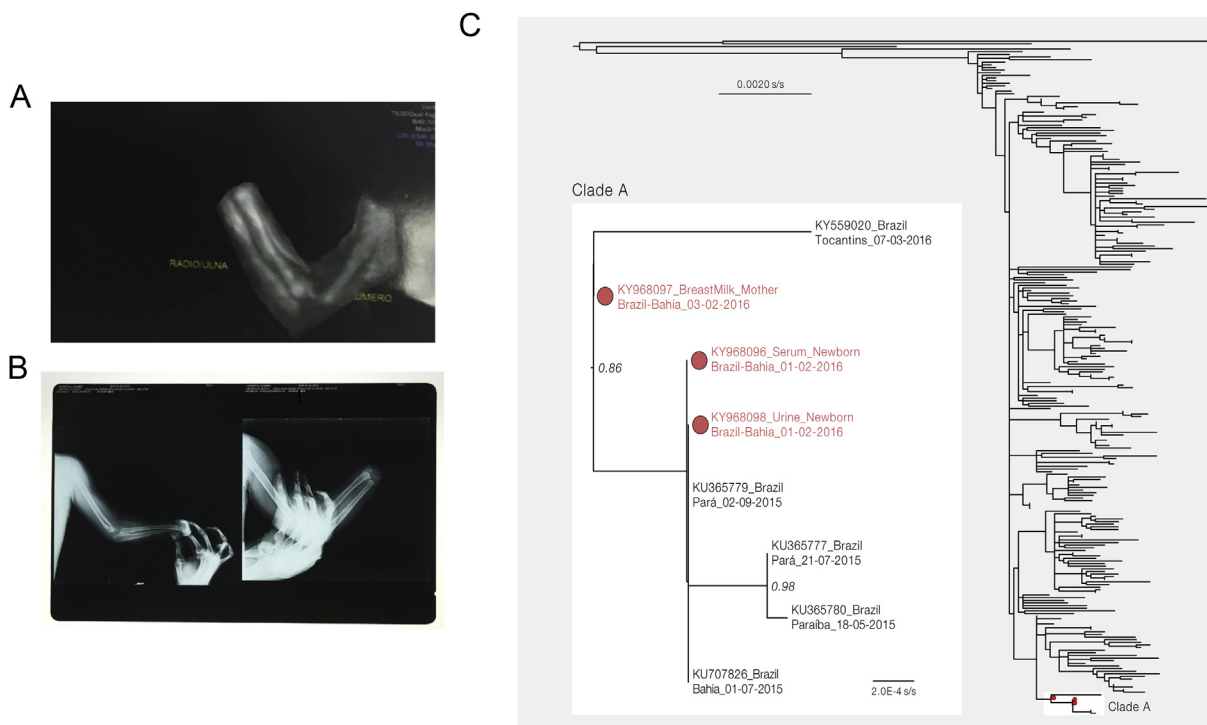 A
RADIO/ULNA
UMERO
B
C
0.0020 s/s
Clade A
KY559020_Brazil
Tocantins_07-03-2016
KY968097_BreastMilk_Mother
Brazil-Bahia_03-02-2016
0.86
KY968096_Serum_Newborn
Brazil-Bahia_01-02-2016
KY968098_Urine_Newborn
Brazil-Bahia_01-02-2016
KU365779_Brazil
Pará_02-09-2015
KU365777_Brazil
Pará_21-07-2015
0.98
KU365780_Brazil
Paraíba_18-05-2015
KU707826_Brazil
Bahia_01-07-2015
2.0E-4 s/s
Clade A